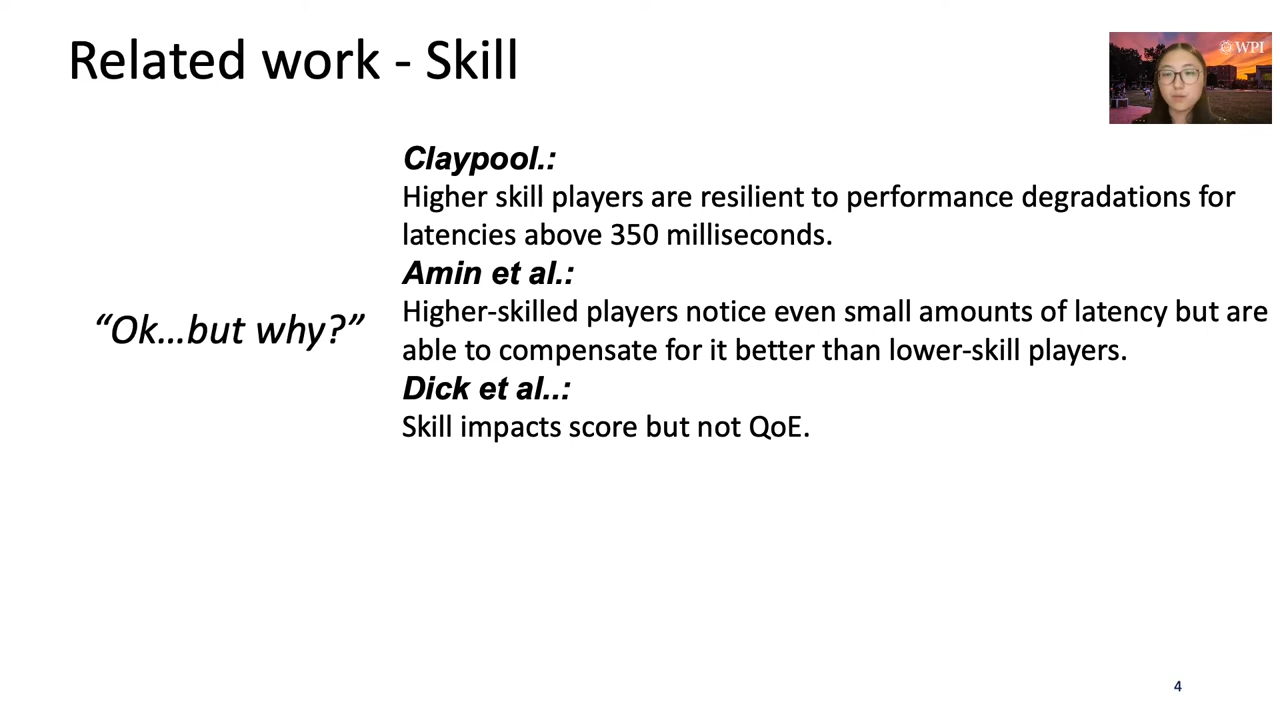 Related work - Skill
WPI
Claypool.:
Higher skill players are resilient to performance degradations for
latencies above 350 milliseconds.
Amin et al.:
Higher-skilled players notice even small amounts of latency but are
able to compensate for it better than lower-skill players.
“Ok...but why?”
Dick et al..:
Skill impacts score but not QoE.
4